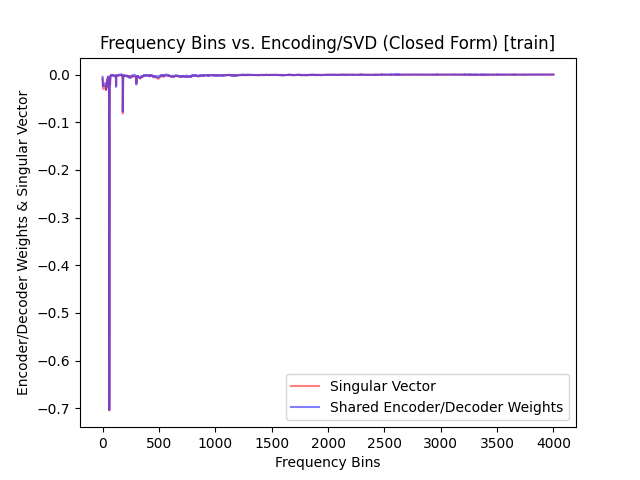 Frequency Bins vs. Encoding/SVD (Closed Form) [train]
Encoder/Decoder Weights & Singular Vector
0.0
−0.1
−0.2
−0.3
−0.4
−0.5
−0.6
−0.7
Singular Vector
Shared Encoder/Decoder Weights
0 500 1000 1500 2000 2500 3000 3500 4000
Frequency Bins